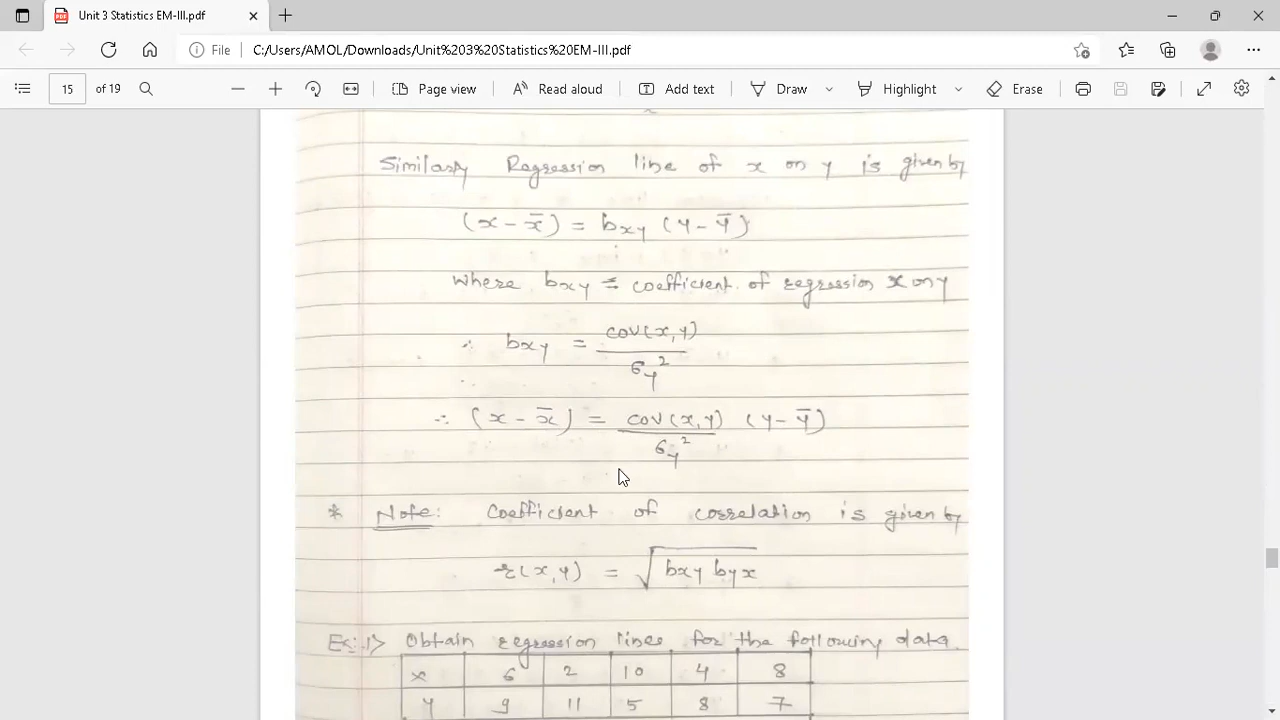 Unit 3 Statistics EM-III.pdf
File C:/Users/AMOL/Downloads/Unit%203%20Statistics%20EM-III.pdf
15 of 19 Page view Read aloud Add text Draw Highlight Erase
Similarly Regression line of x on y is given by
(x - x̄) = bxy (y - ȳ)
where bxy = coefficient of regression x on y
∴ bxy = cov(x,y) / σy²
∴ (x - x̄) = cov(x,y) / σy² (y - ȳ)
* Note: Coefficient of correlation is given by
r(x,y) = √bxy byx
Ex:1> Obtain regression lines for the following data.
x 6 2 10 4 8
y 9 11 5 8 7